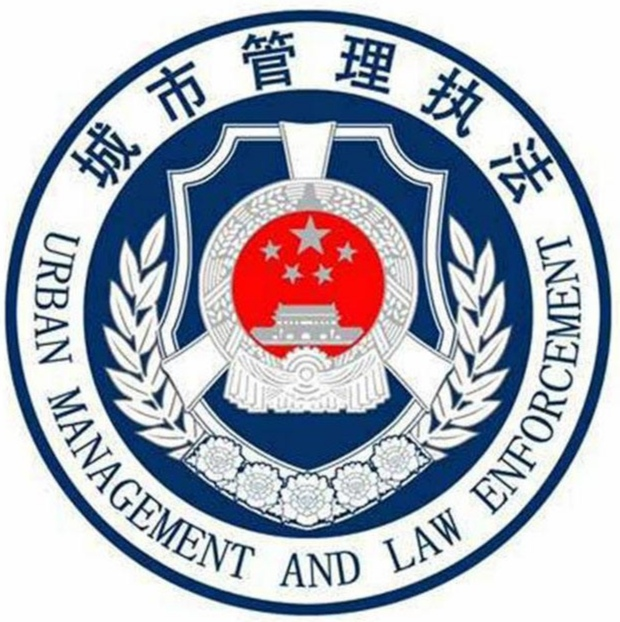 城市管理执法
URBAN MANAGEMENT AND LAW ENFORCEMENT